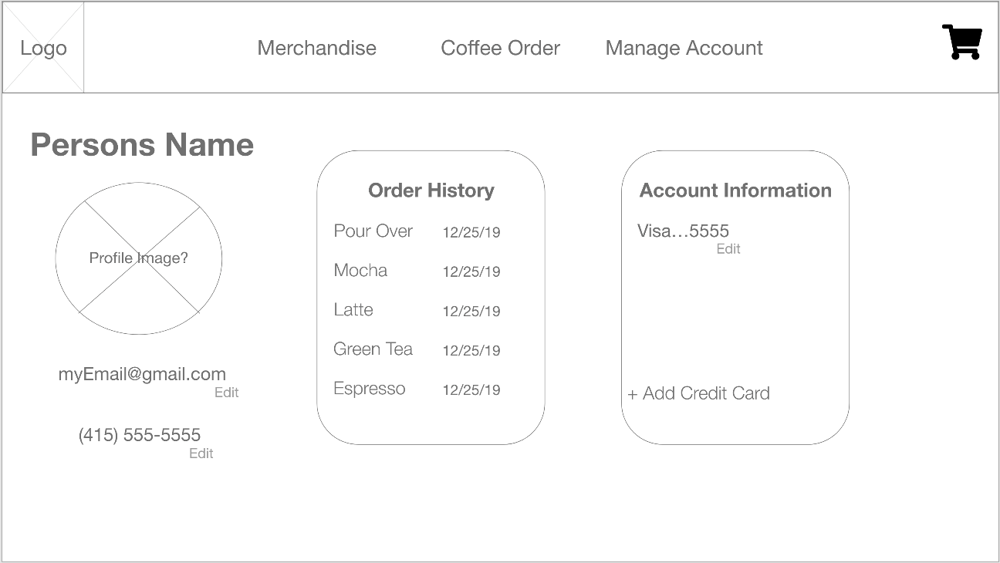 Logo
Merchandise
Coffee Order
Manage Account
Persons Name
Profile Image?
myEmail@gmail.com
Edit
(415) 555-5555
Edit
Order History
Pour Over 12/25/19
Mocha 12/25/19
Latte 12/25/19
Green Tea 12/25/19
Espresso 12/25/19
Account Information
Visa...5555
Edit
+ Add Credit Card